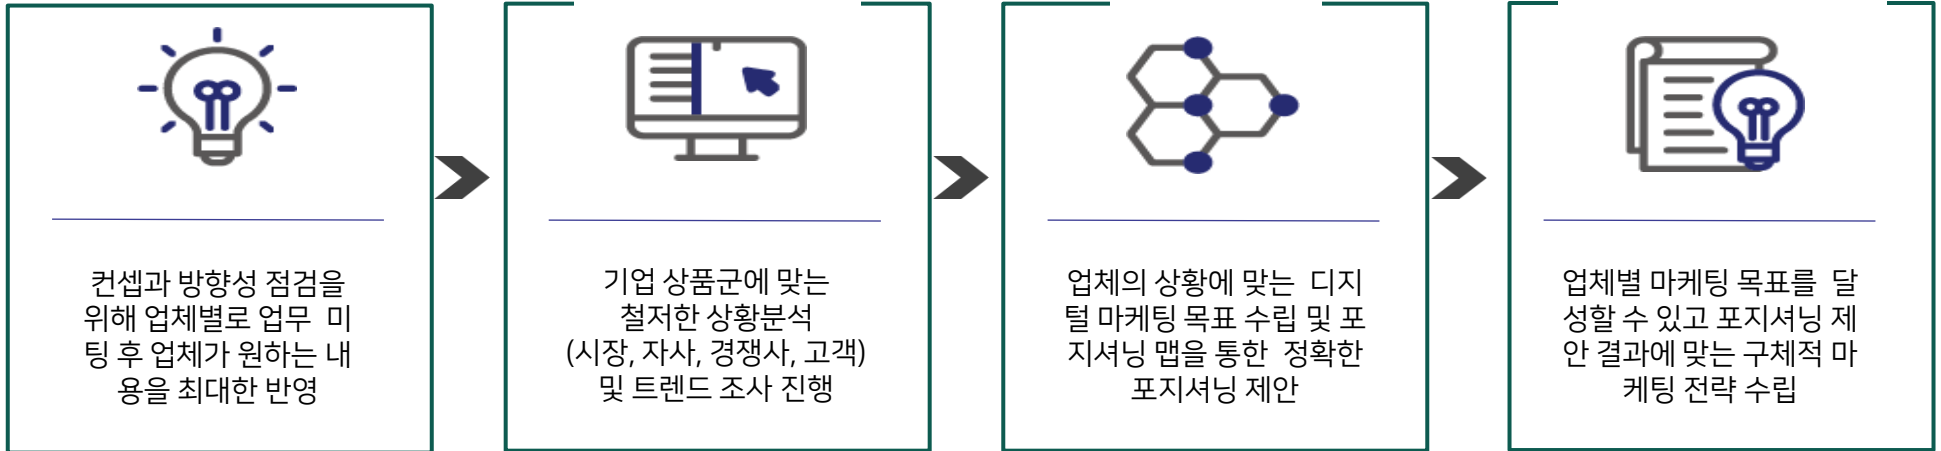 컨셉과 방향성 점검을
위해 업체별로 업무 미
팅 후 업체가 원하는 내
용을 최대한 반영
기업 상품군에 맞는
철저한 상황분석
(시장, 자사, 경쟁사, 고객)
및 트렌드 조사 진행
업체의 상황에 맞는 디지
털 마케팅 목표 수립 및 포
지셔닝 맵을 통한 정확한
포지셔닝 제안
업체별 마케팅 목표를 달
성할 수 있고 포지셔닝 제
안 결과에 맞는 구체적 마
케팅 전략 수립